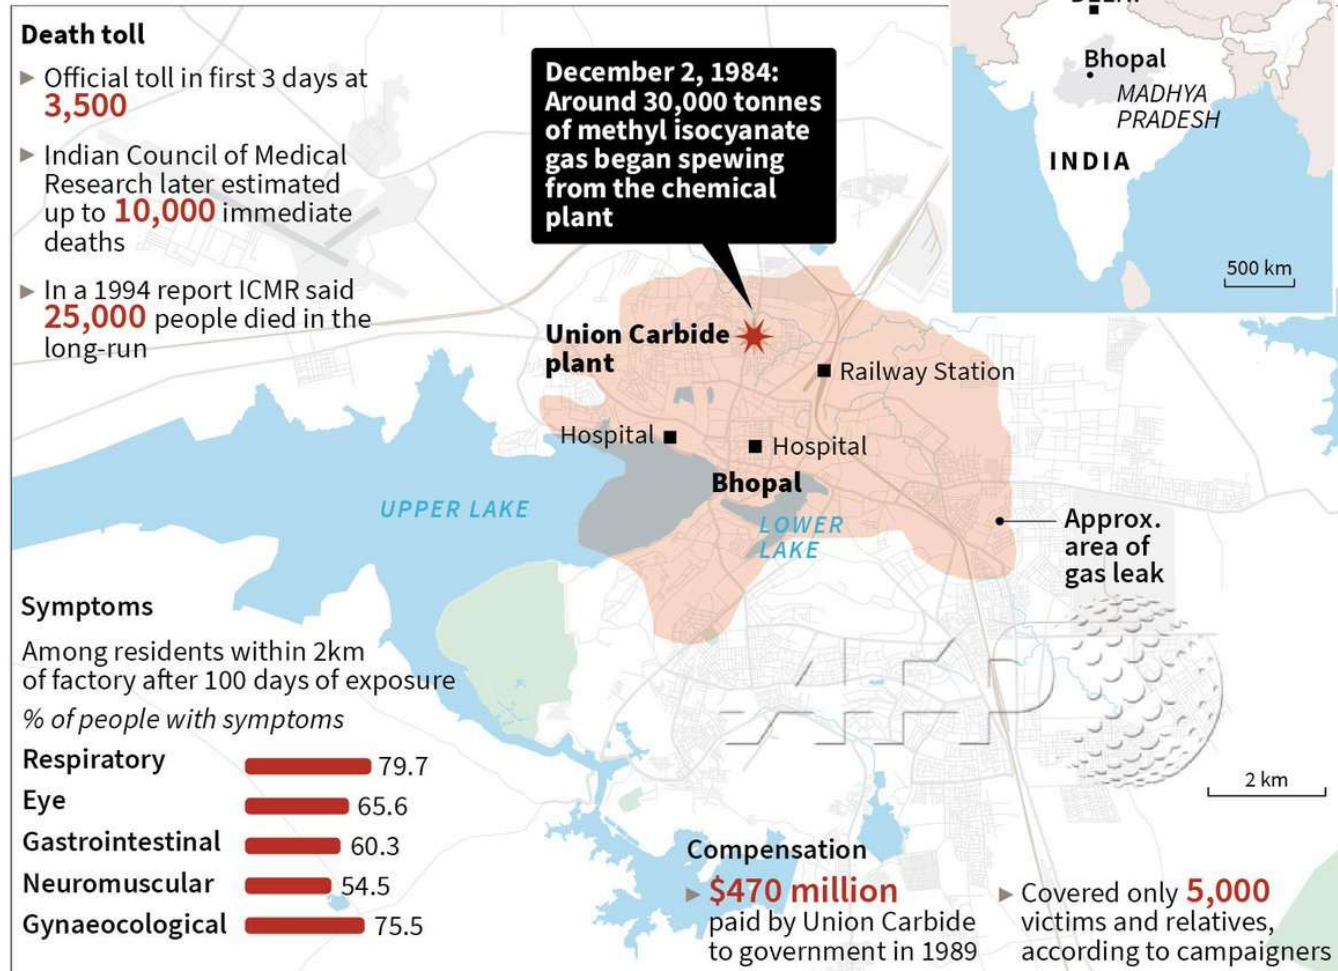 Death toll
► Official toll in first 3 days at
3,500
► Indian Council of Medical
Research later estimated
up to 10,000 immediate
deaths
► In a 1994 report ICMR said
25,000 people died in the
long-run
December 2, 1984:
Around 30,000 tonnes
of methyl isocyanate
gas began spewing
from the chemical
plant
Bhopal
MADHYA
PRADESH
INDIA
500 km
Union Carbide
plant
Railway Station
Hospital
Hospital
Bhopal
UPPER LAKE
LOWER
LAKE
Approx.
area of
gas leak
Symptoms
Among residents within 2km
of factory after 100 days of exposure
% of people with symptoms
Respiratory 79.7
Eye 65.6
Gastrointestinal 60.3
Neuromuscular 54.5
Gynaecological 75.5
AFP
2 km
Compensation
► $470 million
paid by Union Carbide
to government in 1989
► Covered only 5,000
victims and relatives,
according to campaigners